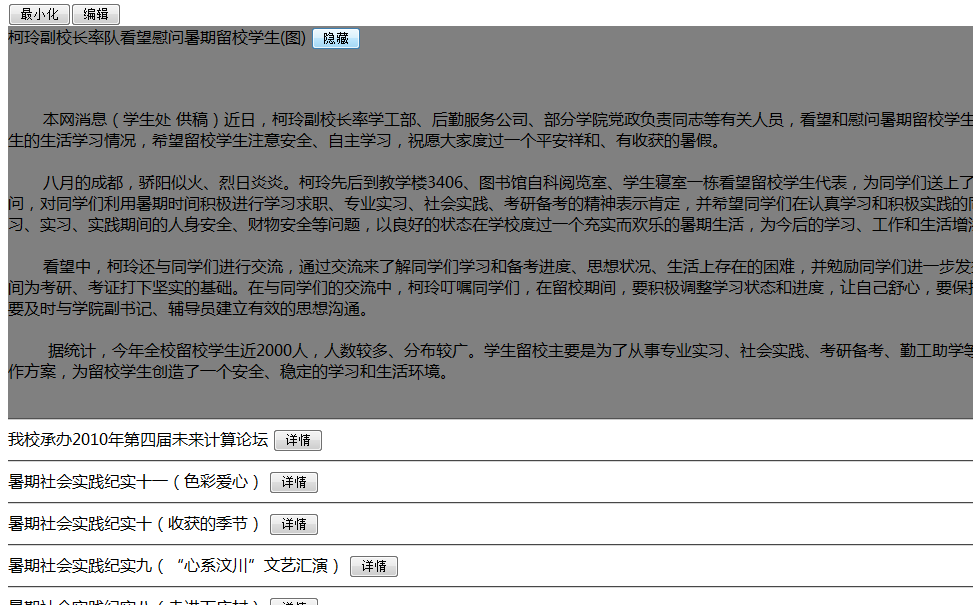 最小化 编辑
柯玲副校长率队看望慰问暑期留校学生(图) 隐藏
本网消息（学生处 供稿）近日，柯玲副校长率学工部、后勤服务公司、部分学院党政负责同志等有关人员，看望和慰问暑期留校学生
生的生活学习情况，希望留校学生注意安全、自主学习，祝愿大家度过一个平安祥和、有收获的暑假。
八月的成都，骄阳似火、烈日炎炎。柯玲先后到教学楼3406、图书馆自科阅览室、学生寝室一栋看望留校学生代表，为同学们送上了
问，对同学们利用暑期时间积极进行学习求职、专业实习、社会实践、考研备考的精神表示肯定，并希望同学们在认真学习和积极实践的同
习、实习、实践期间的人身安全、财物安全等问题，以良好的状态在学校度过一个充实而欢乐的暑期生活，为今后的学习、工作和生活增添
看望中，柯玲还与同学们进行交流，通过交流来了解同学们学习和备考进度、思想状况、生活上存在的困难，并勉励同学们进一步发
间为考研、考证打下坚实的基础。在与同学们的交流中，柯玲叮嘱同学们，在留校期间，要积极调整学习状态和进度，让自己舒心，要保持
要及时与学院副书记、辅导员建立有效的思想沟通。
据统计，今年全校留校学生近2000人，人数较多、分布较广。学生留校主要是为了从事专业实习、社会实践、考研备考、勤工助学等
作方案，为留校学生创造了一个安全、稳定的学习和生活环境。
我校承办2010年第四届未来计算论坛 详情
暑期社会实践纪实十一（色彩爱心） 详情
暑期社会实践纪实十（收获的季节） 详情
暑期社会实践纪实九（“心系汶川”文艺汇演） 详情